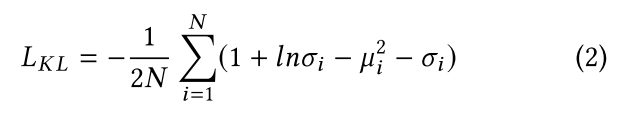 L_{KL} = -\frac{1}{2N} \sum_{i=1}^{N} (1 + ln\sigma_i - \mu_i^2 - \sigma_i) (2)